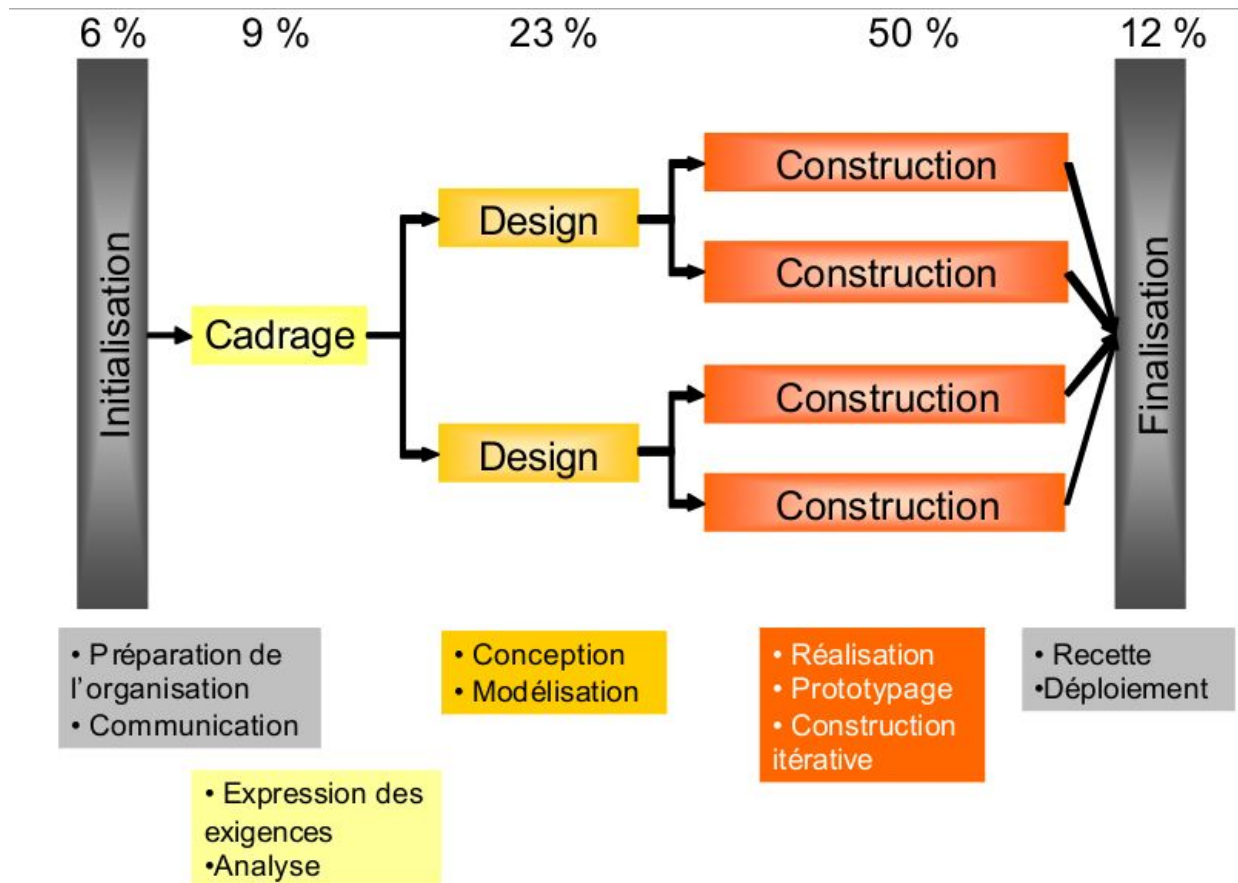 6 % 9 % 23 % 50 % 12 %
Initialisation
Cadrage
Design
Design
Construction
Construction
Construction
Construction
Finalisation
• Préparation de
l'organisation
• Communication
• Expression des
exigences
•Analyse
• Conception
• Modélisation
• Réalisation
• Prototypage
• Construction
itérative
• Recette
•Déploiement